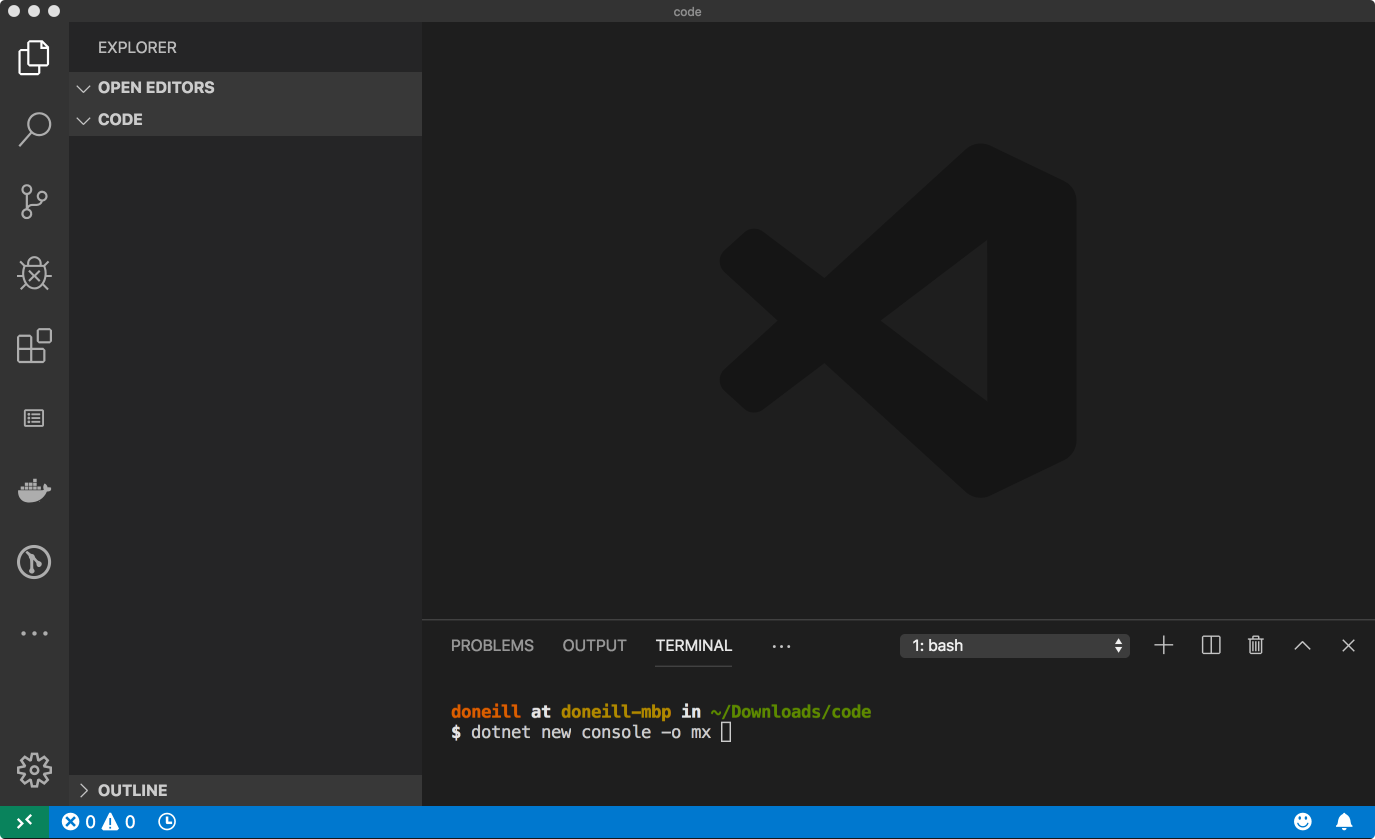 code
EXPLORER
OPEN EDITORS
CODE
OUTLINE
PROBLEMS OUTPUT TERMINAL ··· 1: bash
doneill at doneill-mbp in ~/Downloads/code
$ dotnet new console -o mx
0 0